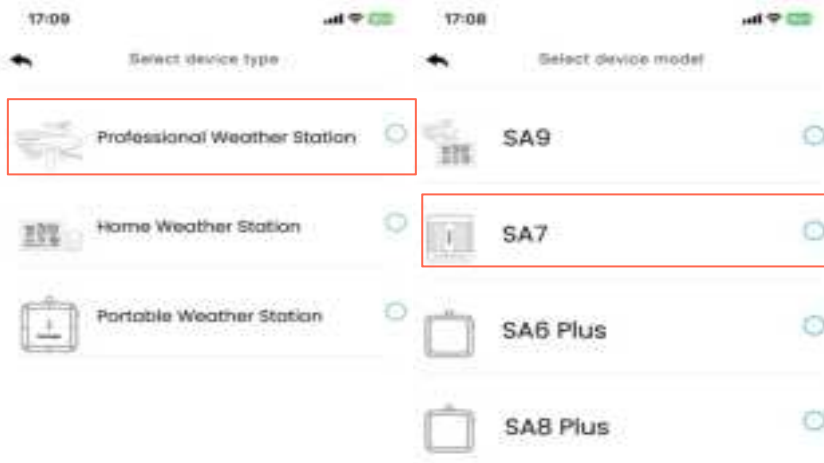 17:09
Select device type
Professional Weather Station
Home Weather Station
Portable Weather Station
17:08
Select device model
SA9
SA7
SA6 Plus
SA8 Plus